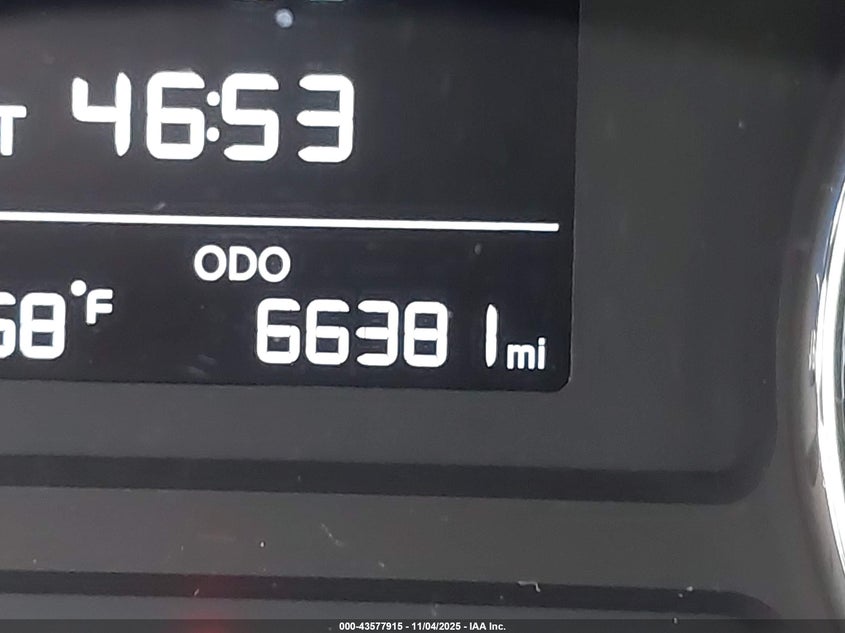 T 46:53
ODO
68°F 66381 mi
000-43577915 - 11/04/2025 - IAA Inc.